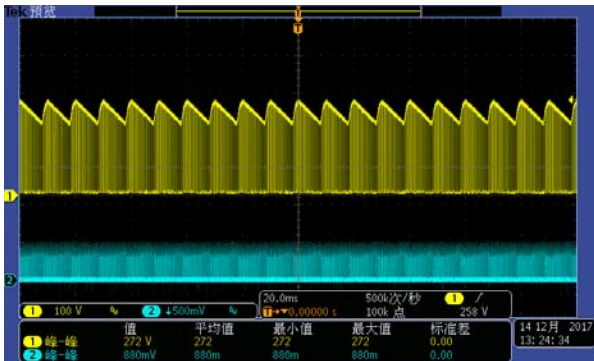 Tek 预览
T
T
1
2
1 100 V 2 ↓500mV
20.0ms 500k次/秒 1 /
T→▼0.00000 s 100k 点 258 V
值 平均值 最小值 最大值 标准差
1 峰-峰 272 V 272 272 272 0.00
2 峰-峰 880mV 880m 880m 880m 0.00
14 12月 2017
13: 24: 34